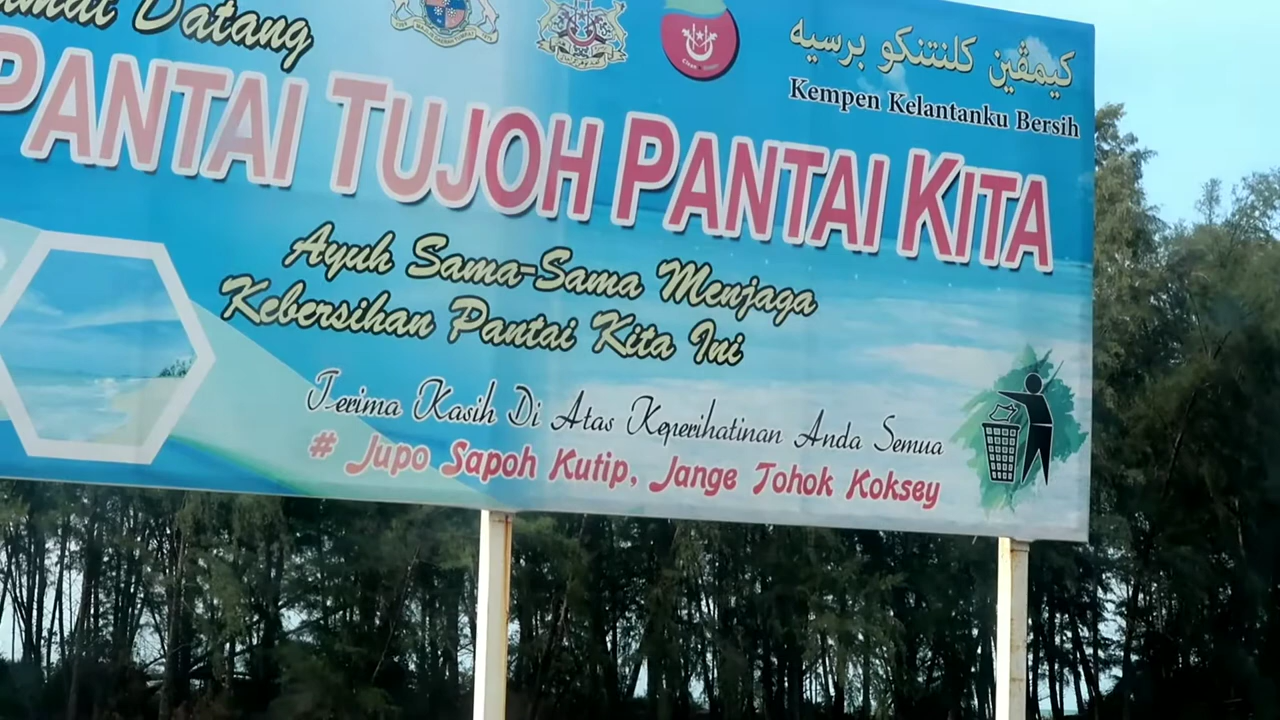 Datang
PANTAI TUJOH PANTAI KITA
كيمڤين كلنتنكو برسيه
Kempen Kelantanku Bersih
Ayuh Sama-Sama Menjaga
Kebersihan Pantai Kita Ini
Terima Kasih Di Atas Keperihatinan Anda Semua
# Jupo Sapoh Kutip, Jange Tohok Koksey